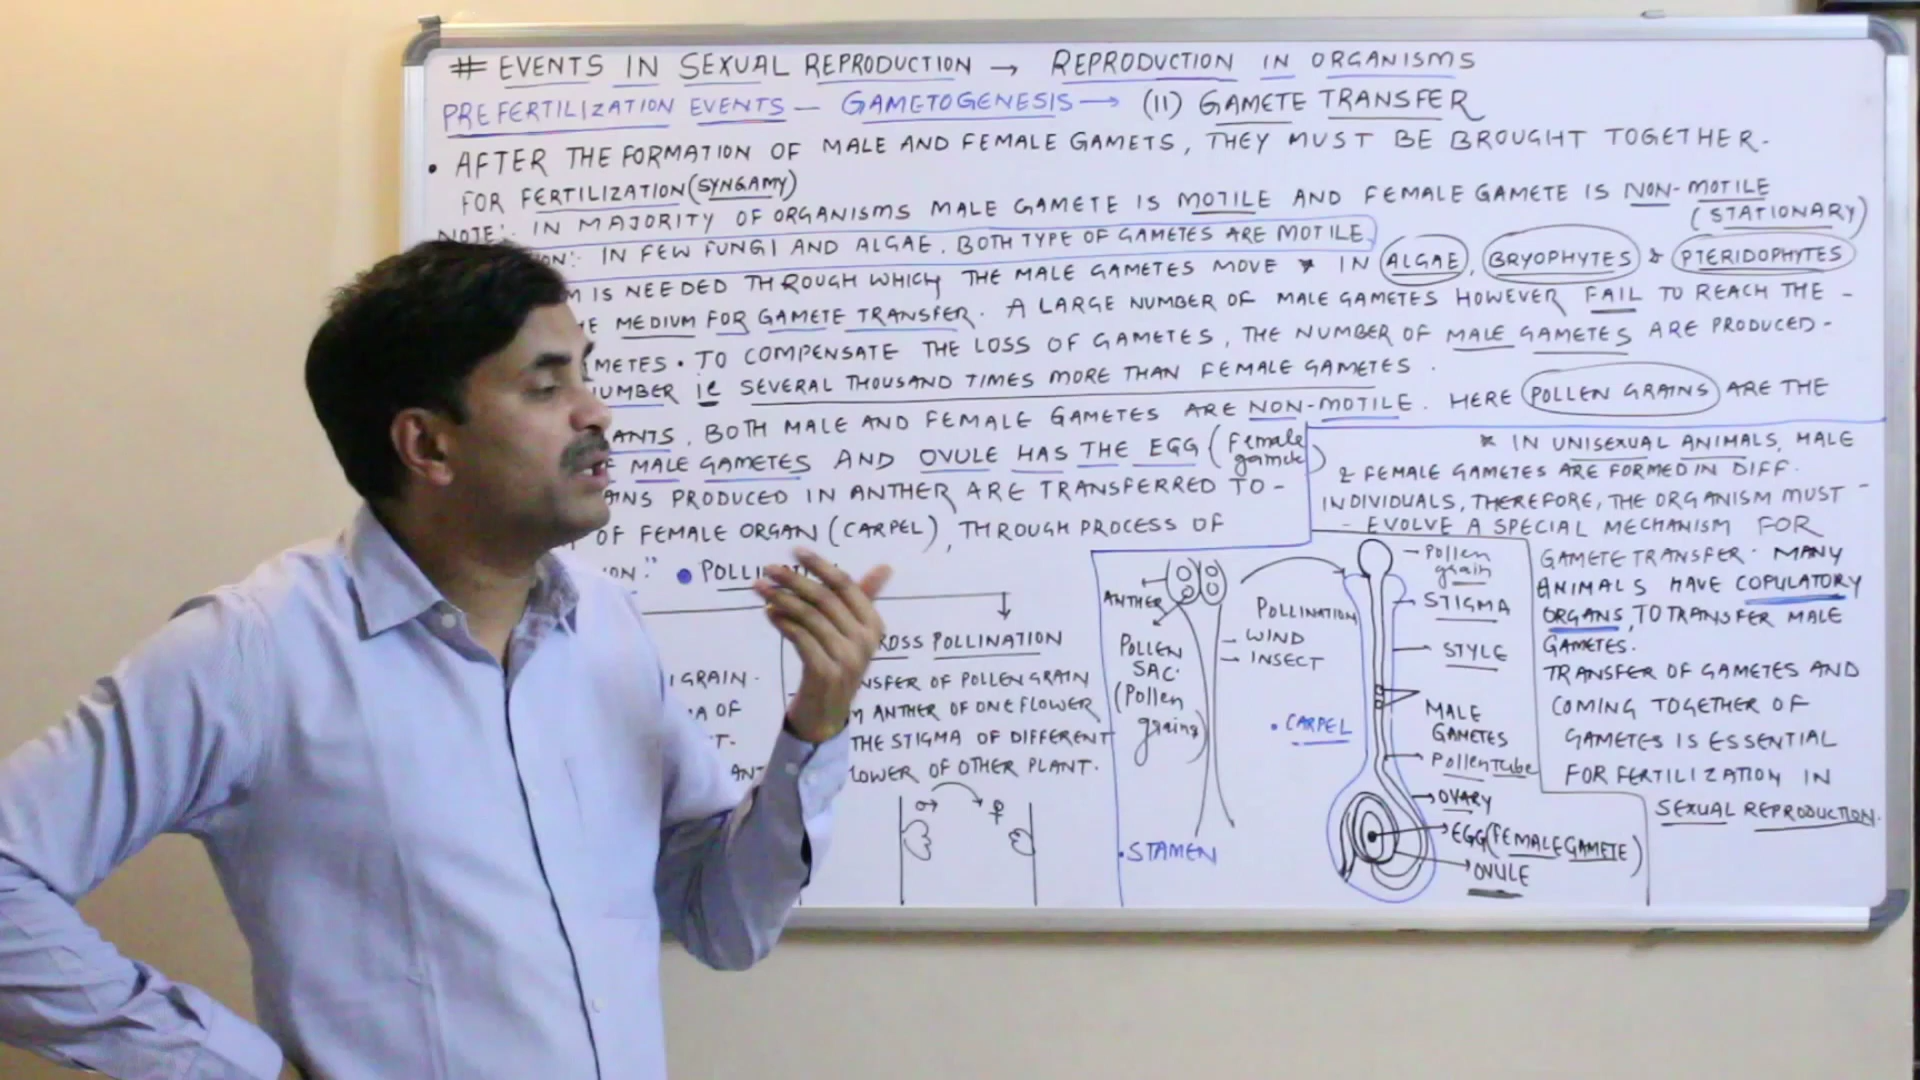 # EVENTS IN SEXUAL REPRODUCTION → REPRODUCTION IN ORGANISMS
PREFERTILIZATION EVENTS — GAMETOGENESIS → (II) GAMETE TRANSFER
• AFTER THE FORMATION OF MALE AND FEMALE GAMETS, THEY MUST BE BROUGHT TOGETHER.
FOR FERTILIZATION (SYNGAMY)
NOTE:. IN MAJORITY OF ORGANISMS MALE GAMETE IS MOTILE AND FEMALE GAMETE IS NON-MOTILE
(STATIONARY)
ON:. IN FEW FUNGI AND ALGAE, BOTH TYPE OF GAMETES ARE MOTILE
M IS NEEDED THROUGH WHICH THE MALE GAMETES MOVE * IN ALGAE, BRYOPHYTES & PTERIDOPHYTES
E MEDIUM FOR GAMETE TRANSFER. A LARGE NUMBER OF MALE GAMETES HOWEVER FAIL TO REACH THE -
METES. TO COMPENSATE THE LOSS OF GAMETES, THE NUMBER OF MALE GAMETES ARE PRODUCED -
UMBER ie SEVERAL THOUSAND TIMES MORE THAN FEMALE GAMETES.
ANTS, BOTH MALE AND FEMALE GAMETES ARE NON-MOTILE. HERE POLLEN GRAINS ARE THE
F MALE GAMETES AND OVULE HAS THE EGG (Female gamete)
INS PRODUCED IN ANTHER ARE TRANSFERRED TO -
OF FEMALE ORGAN (CARPEL), THROUGH PROCESS OF
ON." • POLLINAT
ROSS POLLINATION
GRAIN.
NSFER OF POLLEN GRAIN
A OF
M ANTHER OF ONE FLOWER
T.
THE STIGMA OF DIFFERENT
ANT
LOWER OF OTHER PLANT.
♂ ♀
ANTHER
POLLEN
SAC.
(Pollen
grains)
POLLINATION
– WIND
– INSECT
• STAMEN
• CARPEL
– Pollen
grain
STIGMA
STYLE
MALE
GAMETES
Pollen Tube
OVARY
EGG (FEMALE GAMETE)
OVULE
* IN UNISEXUAL ANIMALS, MALE
& FEMALE GAMETES ARE FORMED IN DIFF.
INDIVIDUALS, THEREFORE, THE ORGANISM MUST -
- EVOLVE A SPECIAL MECHANISM FOR
GAMETE TRANSFER. MANY
ANIMALS HAVE COPULATORY
ORGANS, TO TRANSFER MALE
GAMETES.
TRANSFER OF GAMETES AND
COMING TOGETHER OF
GAMETES IS ESSENTIAL
FOR FERTILIZATION IN
SEXUAL REPRODUCTION.